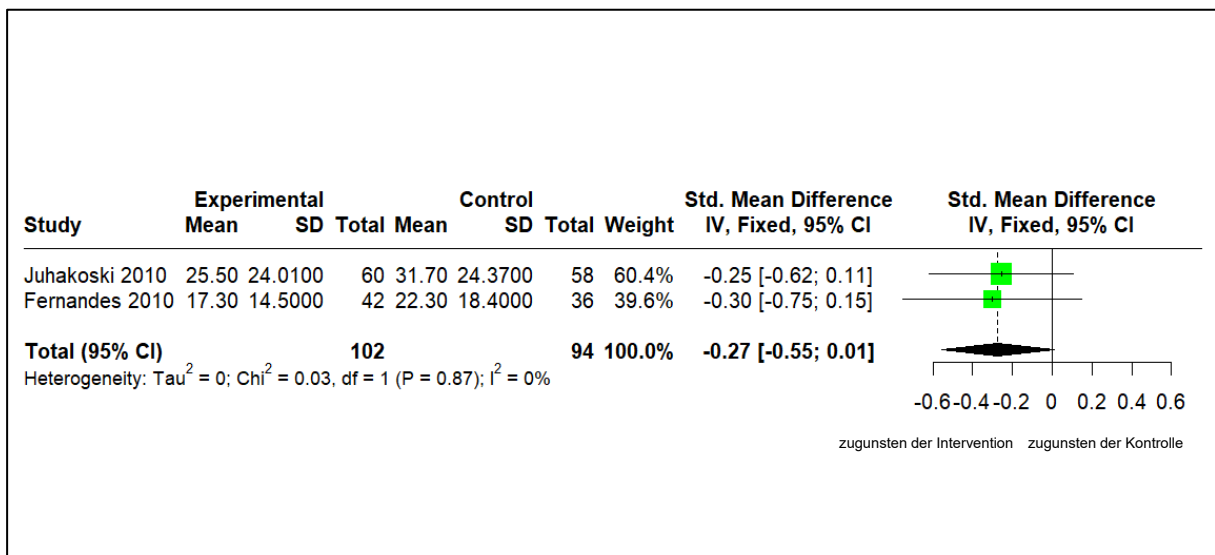 Experimental Control Std. Mean Difference Std. Mean Difference
Study Mean SD Total Mean SD Total Weight IV, Fixed, 95% CI IV, Fixed, 95% CI
Juhakoski 2010 25.50 24.0100 60 31.70 24.3700 58 60.4% -0.25 [-0.62; 0.11]
Fernandes 2010 17.30 14.5000 42 22.30 18.4000 36 39.6% -0.30 [-0.75; 0.15]
Total (95% CI) 102 94 100.0% -0.27 [-0.55; 0.01]
Heterogeneity: Tau² = 0; Chi² = 0.03, df = 1 (P = 0.87); I² = 0%
-0.6 -0.4 -0.2 0 0.2 0.4 0.6
zugunsten der Intervention zugunsten der Kontrolle